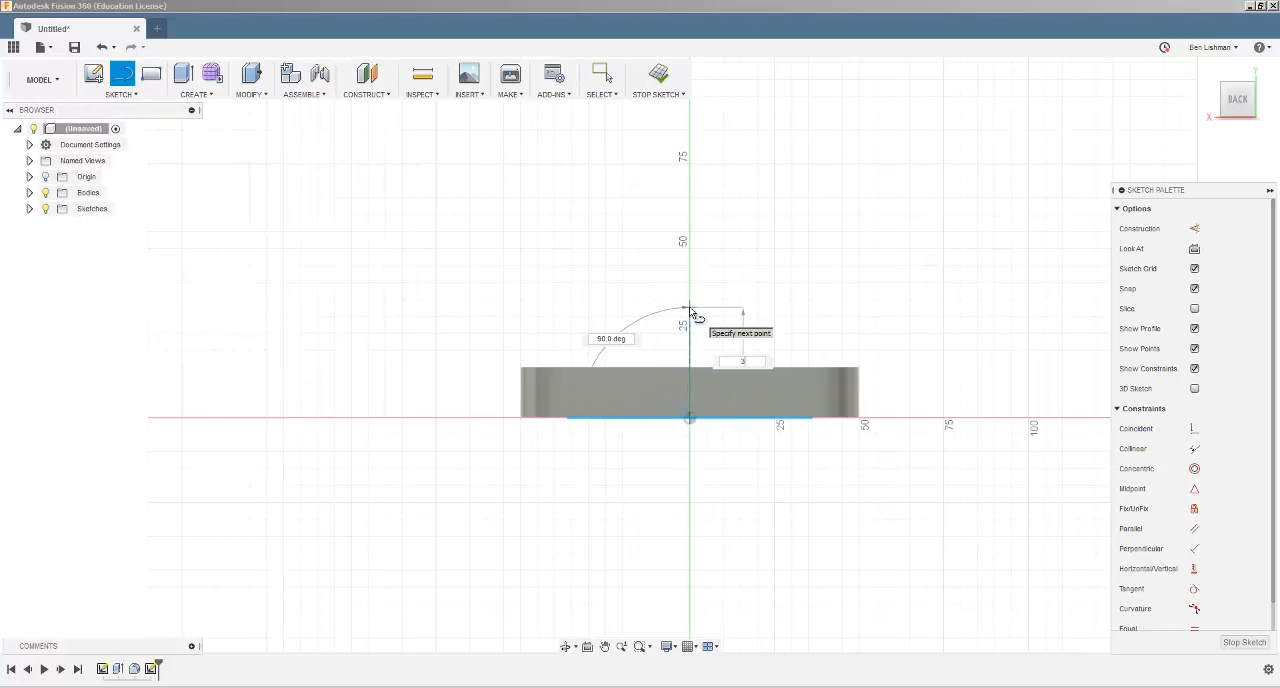 Autodesk Fusion 360 (Education License)
Untitled*
Ben Lishman
MODEL
SKETCH
CREATE
MODIFY
ASSEMBLE
CONSTRUCT
INSPECT
INSERT
MAKE
ADD-INS
SELECT
STOP SKETCH
BROWSER
(Unsaved)
Document Settings
Named Views
Origin
Bodies
Sketches
Y
BACK
X
75
50
25
90.0 deg
Specify next point
3
25
50
75
100
SKETCH PALETTE
Options
Construction
Look At
Sketch Grid
Snap
Slice
Show Profile
Show Points
Show Constraints
3D Sketch
Constraints
Coincident
Collinear
Concentric
Midpoint
Fix/UnFix
Parallel
Perpendicular
Horizontal/Vertical
Tangent
Curvature
Equal
Stop Sketch
COMMENTS